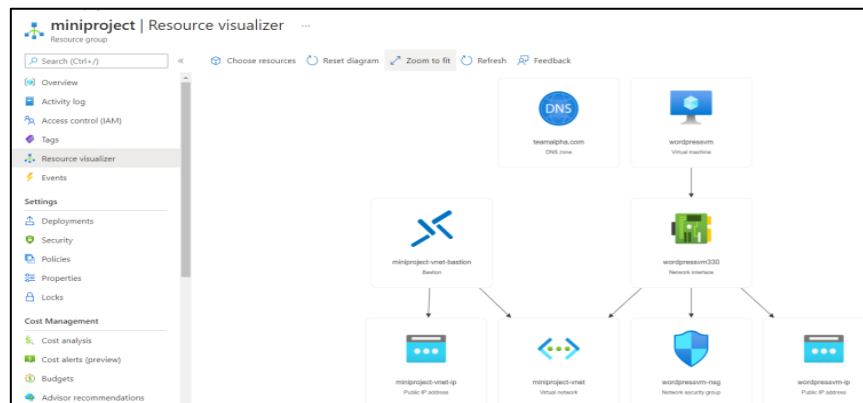 miniproject | Resource visualizer ...
Resource group
Search (Ctrl+/)
«
Choose resources
Reset diagram
Zoom to fit
Refresh
Feedback
Overview
Activity log
Access control (IAM)
Tags
Resource visualizer
Events
Settings
Deployments
Security
Policies
Properties
Locks
Cost Management
Cost analysis
Cost alerts (preview)
Budgets
Advisor recommendations
DNS
teamalpha.com
DNS zone
wordpressvm
Virtual machine
miniproject-vnet-bastion
Bastion
wordpressvm330
Network interface
miniproject-vnet-ip
Public IP address
miniproject-vnet
Virtual network
wordpressvm-nsg
Network security group
wordpressvm-ip
Public IP address